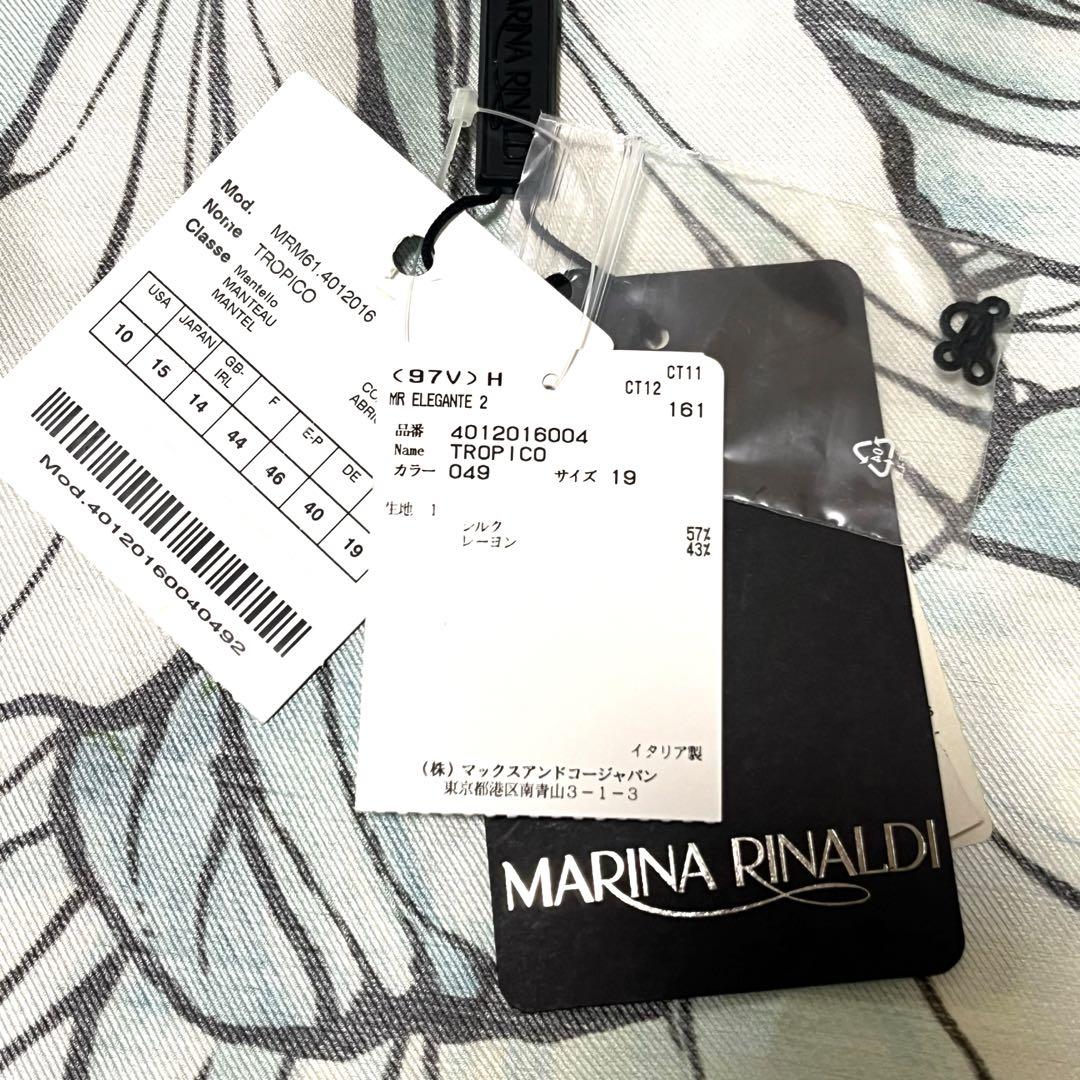 MARINA RINALDI
Mod. MRM61.4012016
Nome TROPICO
Classe Mantello
MANTEAU
MANTEL
USA JAPAN GB-IRL F E-P DE
10 15 14 44 46 40 19
Mod.40120160040492
<97V> H CT11
MR ELEGANTE 2 CT12
161
品番 4012016004
Name TROPICO
カラー 049 サイズ 19
生地 1
シルク 57%
レーヨン 43%
イタリア製
(株)マックスアンドコージャパン
東京都港区南青山3-1-3
MARINA RINALDI